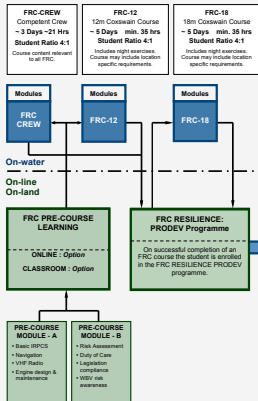 FRC-CREW
Competent Crew
~ 3 Days ~21 Hrs
Student Ratio 4:1
Course content relevant
to all FRC.
FRC-12
12m Coxswain Course
~ 5 Days min. 35 hrs
Student Ratio 4:1
Includes night exercises.
Course may include location
specific requirements.
FRC-18
18m Coxswain Course
~ 5 Days min. 35 hrs
Student Ratio 4:1
Includes night exercises.
Course may include location
specific requirements.
Modules
FRC
CREW
Modules
FRC-12
Modules
FRC-18
On-water
On-line
On-land
FRC PRE-COURSE
LEARNING
ONLINE : Option
CLASSROOM : Option
FRC RESILIENCE:
PRODEV Programme
On successful completion of an
FRC course the student is enrolled
in the FRC RESILIENCE PRODEV
programme.
PRE-COURSE
MODULE - A
• Basic IRPCS
• Navigation
• VHF Radio
• Engine design &
maintenence
PRE-COURSE
MODULE - B
• Risk Assessment
• Duty of Care
• Legislation
compliance
• WBV risk
awareness